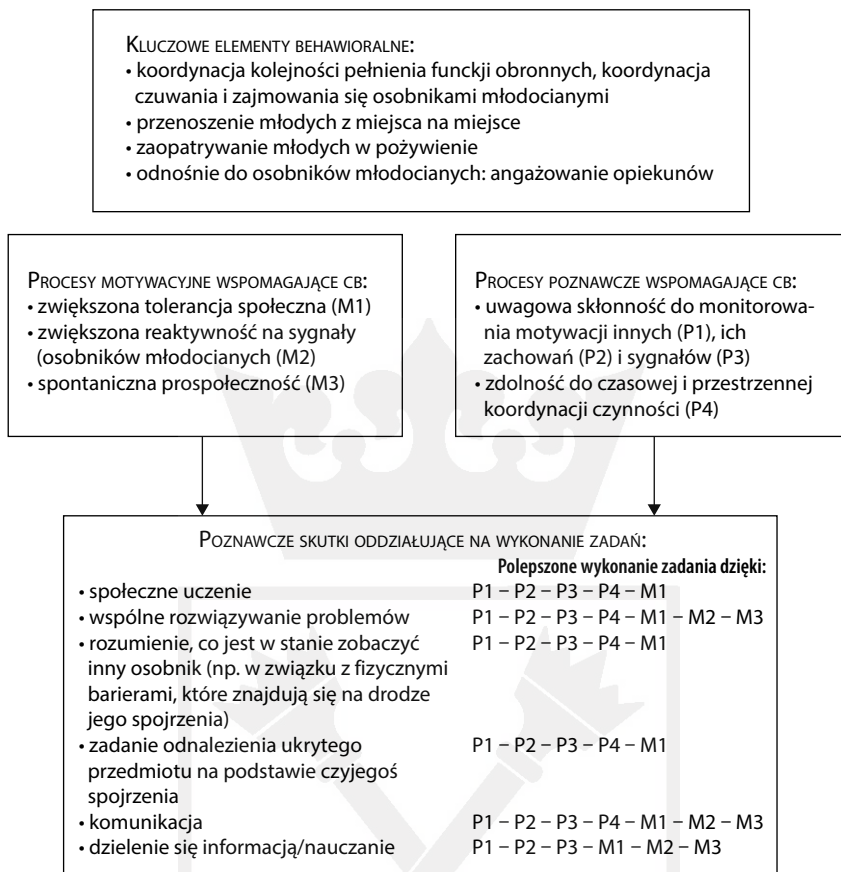 KLUCZOWE ELEMENTY BEHAWIORALNE:
• koordynacja kolejności pełnienia funckji obronnych, koordynacja
czuwania i zajmowania się osobnikami młodocianymi
• przenoszenie młodych z miejsca na miejsce
• zaopatrywanie młodych w pożywienie
• odnośnie do osobników młodocianych: angażowanie opiekunów
PROCESY MOTYWACYJNE WSPOMAGAJĄCE CB:
• zwiększona tolerancja społeczna (M1)
• zwiększona reaktywność na sygnały
(osobników młodocianych (M2)
• spontaniczna prospołeczność (M3)
PROCESY POZNAWCZE WSPOMAGAJĄCE CB:
• uwagowa skłonność do monitorowa-
nia motywacji innych (P1), ich
zachowań (P2) i sygnałów (P3)
• zdolność do czasowej i przestrzennej
koordynacji czynności (P4)
POZNAWCZE SKUTKI ODDZIAŁUJĄCE NA WYKONANIE ZADAŃ:
Polepszone wykonanie zadania dzięki:
• społeczne uczenie P1 – P2 – P3 – P4 – M1
• wspólne rozwiązywanie problemów P1 – P2 – P3 – P4 – M1 – M2 – M3
• rozumienie, co jest w stanie zobaczyć P1 – P2 – P3 – P4 – M1
inny osobnik (np. w związku z fizycznymi
barierami, które znajdują się na drodze
jego spojrzenia)
• zadanie odnalezienia ukrytego P1 – P2 – P3 – P4 – M1
przedmiotu na podstawie czyjegoś
spojrzenia
• komunikacja P1 – P2 – P3 – P4 – M1 – M2 – M3
• dzielenie się informacją/nauczanie P1 – P2 – P3 – M1 – M2 – M3